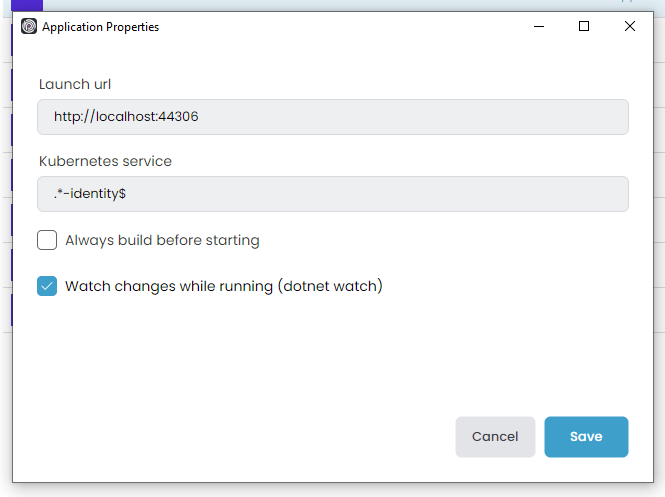 Application Properties
Launch url
http://localhost:44306
Kubernetes service
.*-identity$
Always build before starting
Watch changes while running (dotnet watch)
Cancel
Save